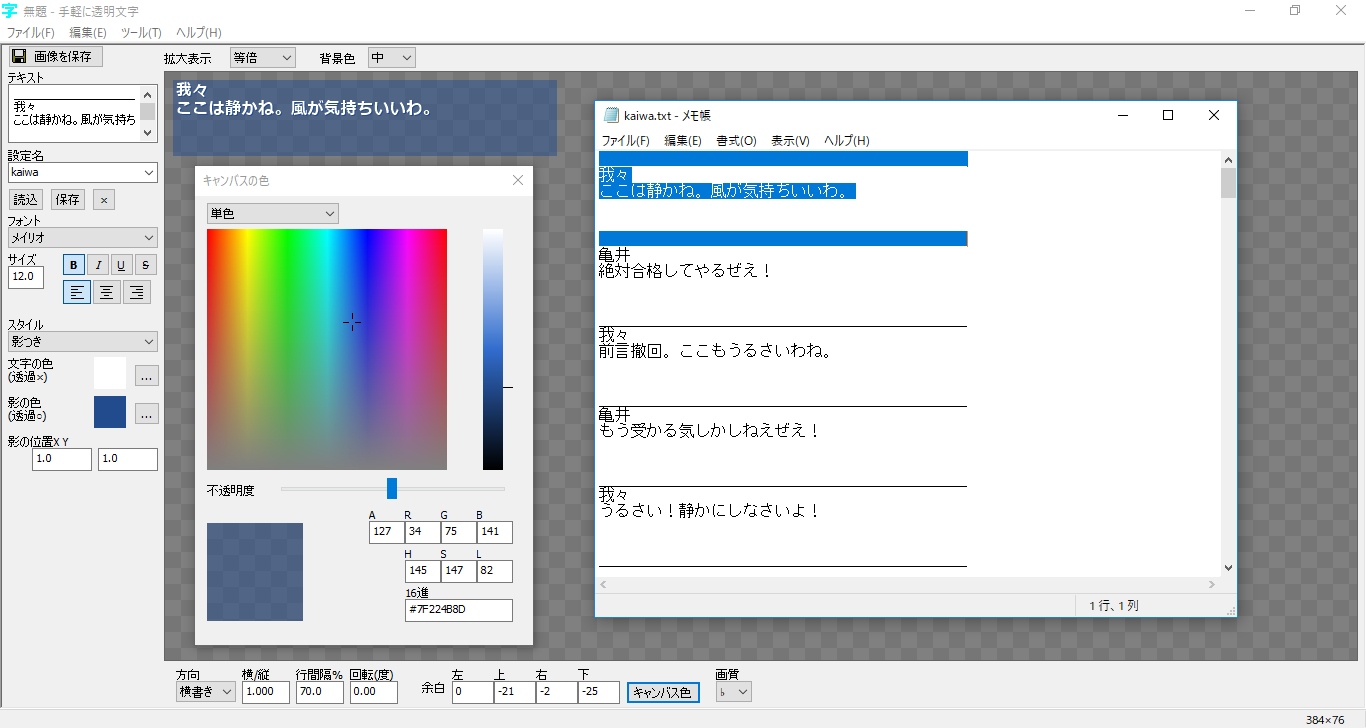 字 無題 - 手軽に透明文字
ファイル(F) 編集(E) ツール(T) ヘルプ(H)
画像を保存
拡大表示 等倍 背景色 中
テキスト
我々
ここは静かね。風が気持ち
設定名
kaiwa
読込 保存 ×
フォント
メイリオ
サイズ
12.0
B I U S
スタイル
影つき
文字の色
(透過×)
...
影の色
(透過○)
...
影の位置X Y
1.0 1.0
我々
ここは静かね。風が気持ちいいわ。
キャンバスの色
単色
不透明度
A R G B
127 34 75 141
H S L
145 147 82
16進
#7F224B8D
kaiwa.txt - メモ帳
ファイル(F) 編集(E) 書式(O) 表示(V) ヘルプ(H)
我々
ここは静かね。風が気持ちいいわ。
亀井
絶対合格してやるぜえ！
我々
前言撤回。ここもうるさいわね。
亀井
もう受かる気しかしねえぜえ！
我々
うるさい！静かにしなさいよ！
1 行、1 列
方向 横/縦 行間隔% 回転(度) 左 上 右 下 画質
横書き 1.000 70.0 0.00 余白 0 -21 -2 -25 キャンバス色 ♭
384×76